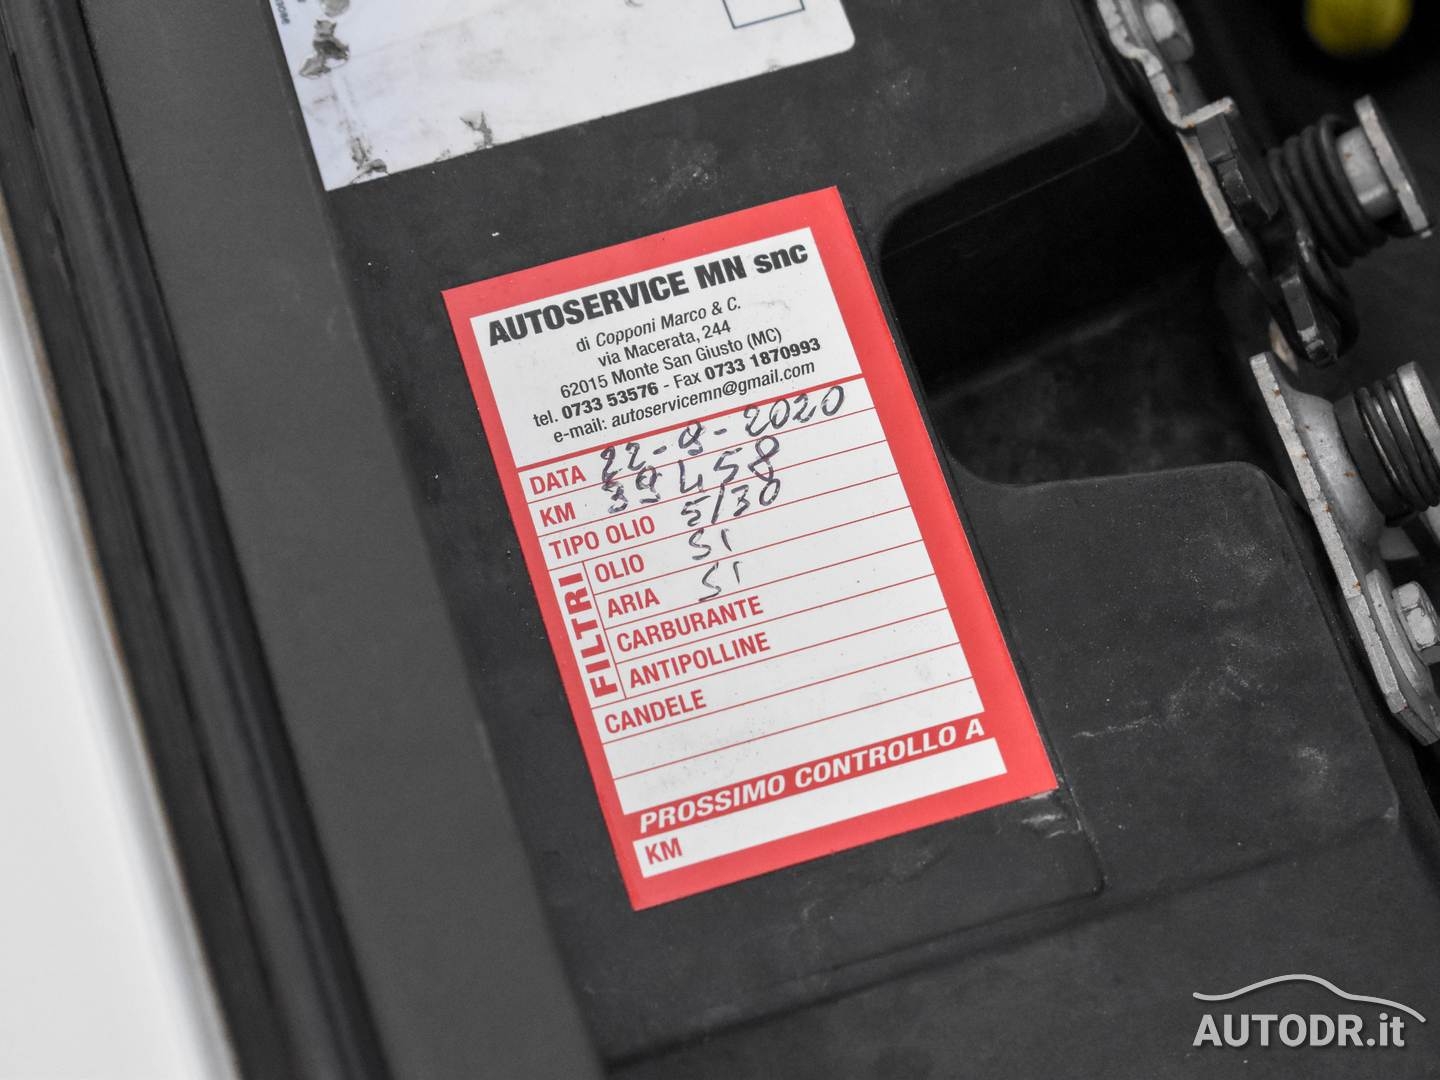 AUTOSERVICE MN snc
di Copponi Marco & C.
via Macerata, 244
62015 Monte San Giusto (MC)
tel. 0733 53576 - Fax 0733 1870993
e-mail: autoservicemn@gmail.com
DATA 22-9-2020
KM 39458
TIPO OLIO 5/30
FILTRI
OLIO SI
ARIA SI
CARBURANTE
ANTIPOLLINE
CANDELE
PROSSIMO CONTROLLO A
KM
AUTODR.it